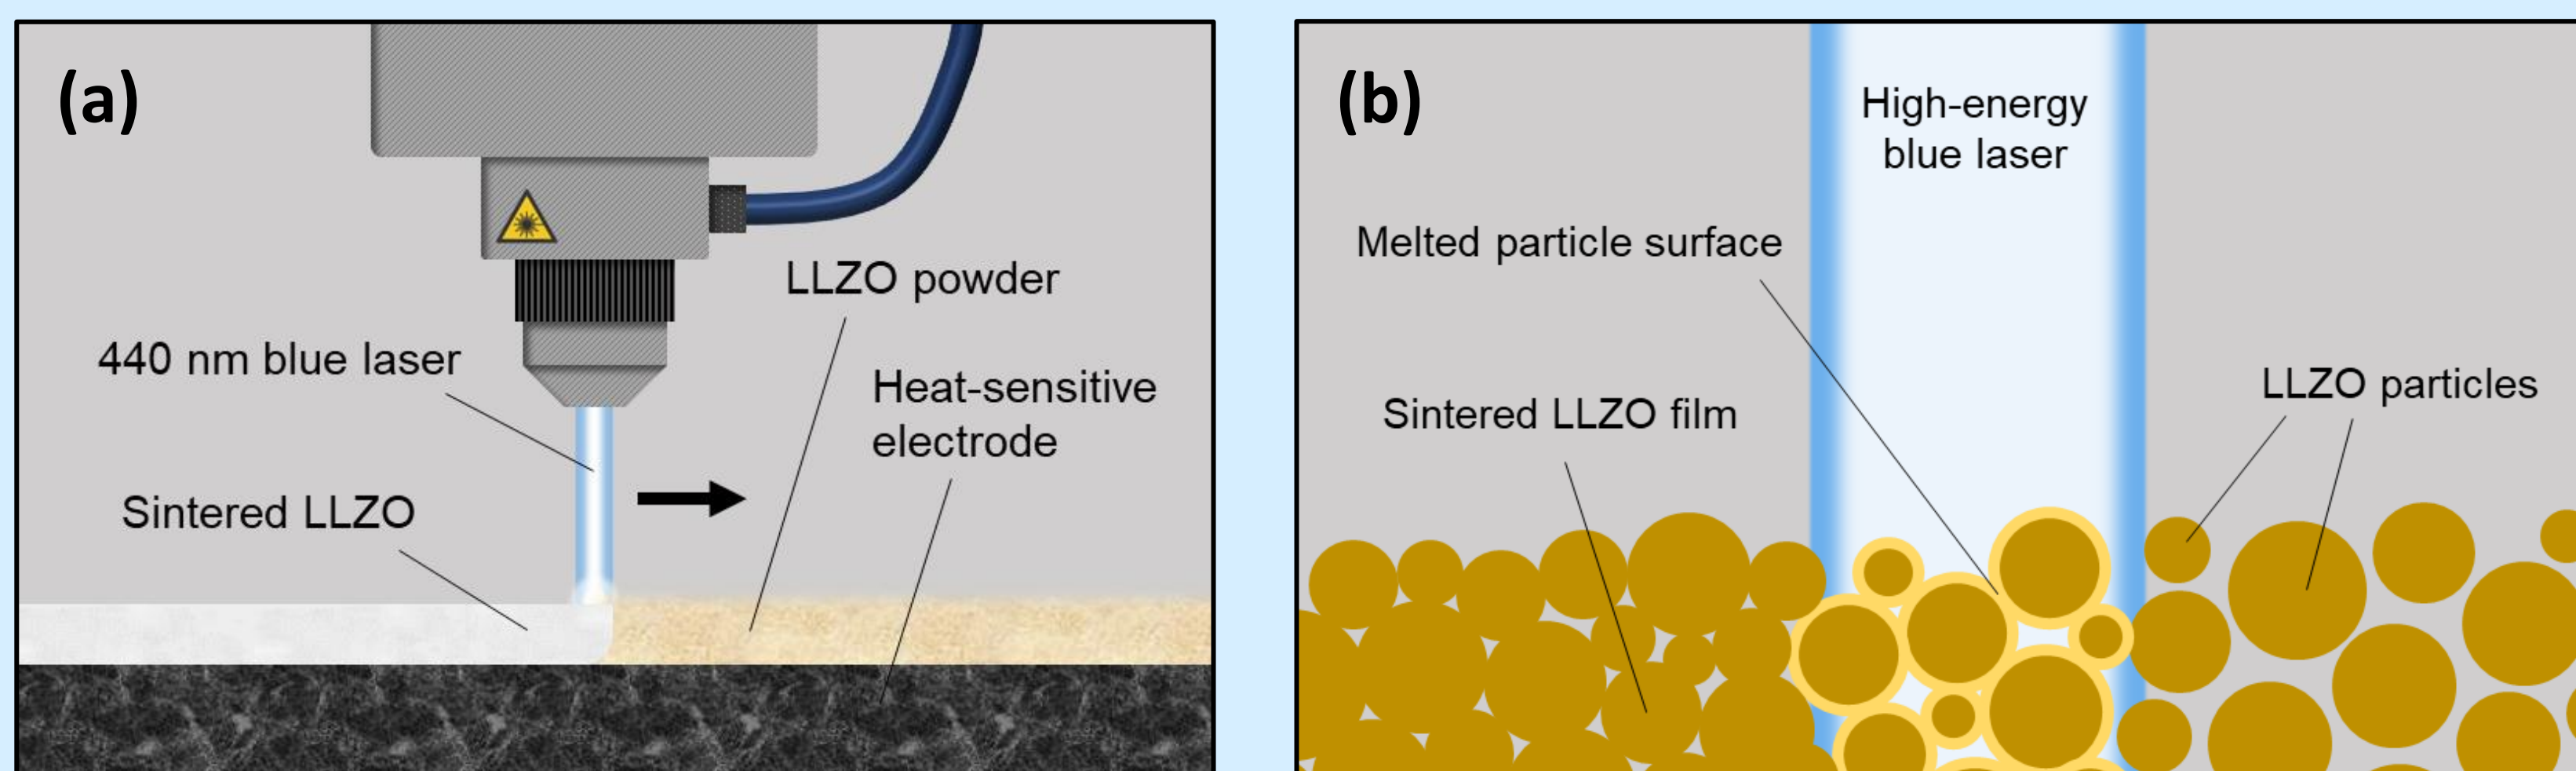 (a)
LLZO powder
440 nm blue laser
Heat-sensitive
electrode
Sintered LLZO
(b)
High-energy
blue laser
Melted particle surface
LLZO particles
Sintered LLZO film